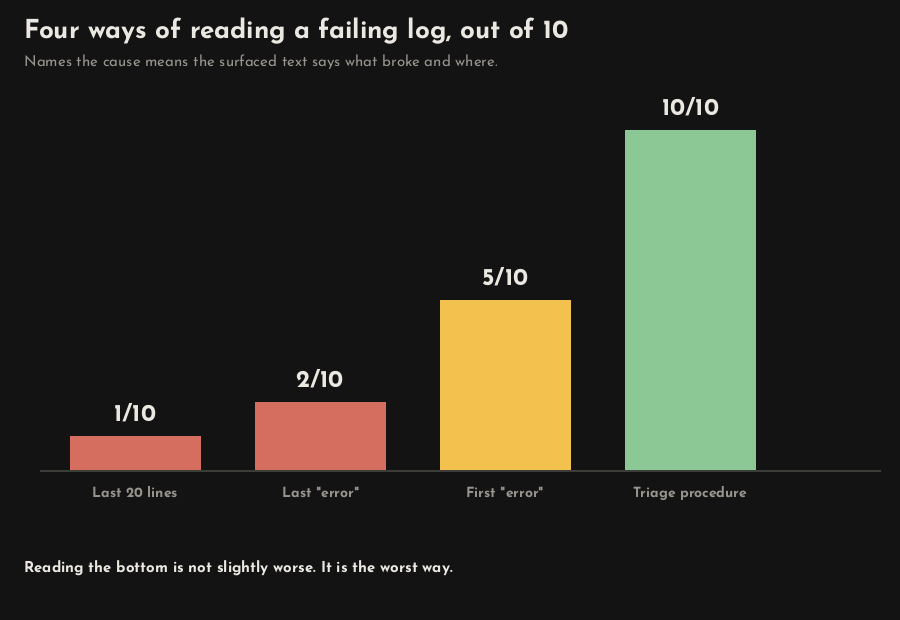 Four ways of reading a failing log, out of 10
Names the cause means the surfaced text says what broke and where.
10/10
5/10
2/10
1/10
Last 20 lines
Last "error"
First "error"
Triage procedure
Reading the bottom is not slightly worse. It is the worst way.